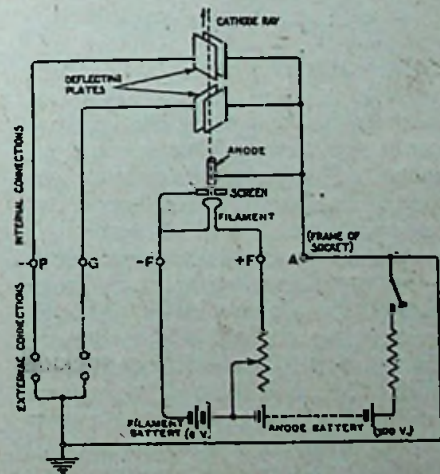 CATHODE RAY
DEFLECTING
PLATES
ANODE
SCREEN
FILAMENT
INTERNAL CONNECTIONS
(FRAME OF
SOCKET)
-P
G
-F
+F
A
EXTERNAL CONNECTIONS
FILAMENT
BATTERY (6 V.)
ANODE BATTERY
(300 V.)